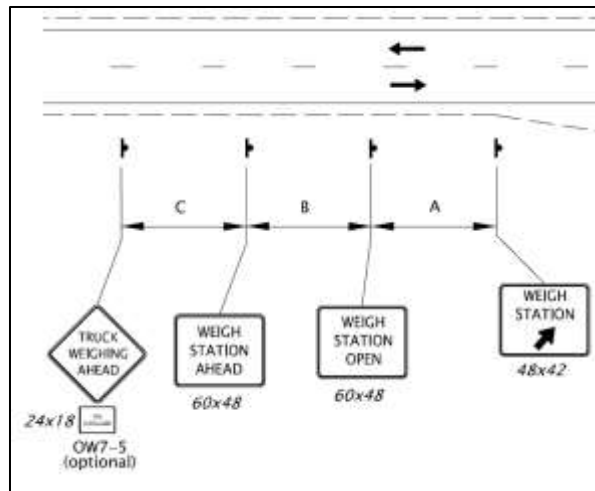 C
B
A
TRUCK
WEIGHING
AHEAD
WEIGH
STATION
AHEAD
WEIGH
STATION
OPEN
WEIGH
STATION
24x18
60x48
60x48
48x42
OW7-5
(optional)